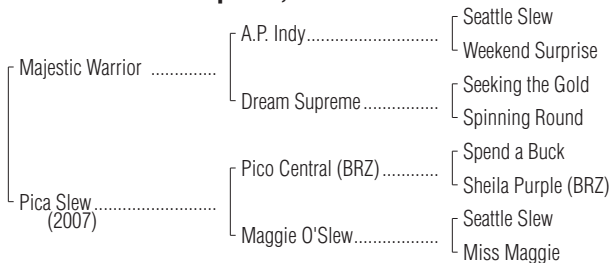 Seattle Slew
A.P. Indy
Weekend Surprise
Majestic Warrior
Seeking the Gold
Dream Supreme
Spinning Round
Spend a Buck
Pico Central (BRZ)
Sheila Purple (BRZ)
Pica Slew
(2007)
Seattle Slew
Maggie O'Slew
Miss Maggie